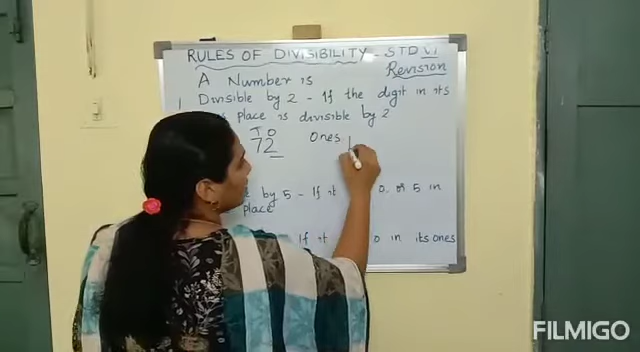 RULES OF DIVISIBILITY - STD VI
Revision
A Number is
1 Divisible by 2 - If the digit in its
place is divisible by 2
T O
72 Ones
by 5 - If it 0, or 5 in
place
If it 0 in its ones
FILMIGO